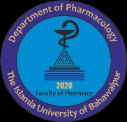 Department of Pharmacology
2020
Faculty of Pharmacy
The Islamia University of Bahawalpur